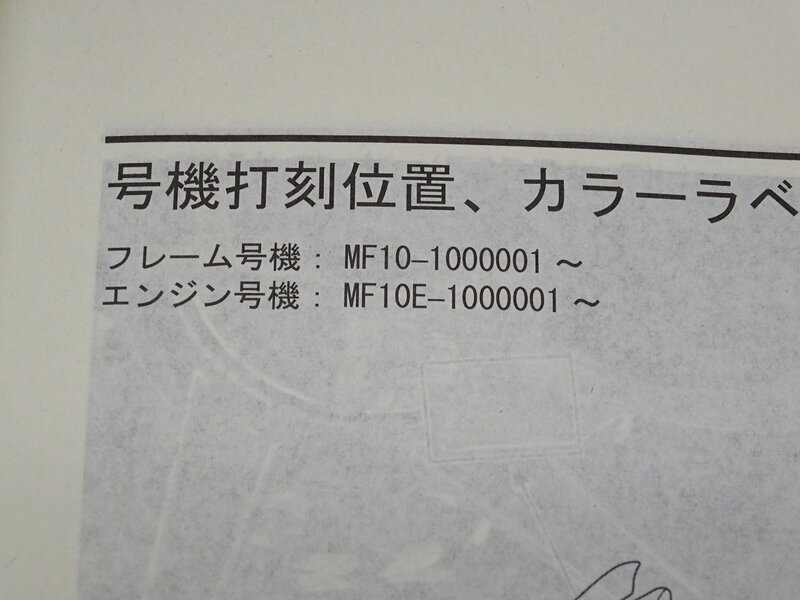 号機打刻位置、カラーラベ
フレーム号機： MF10–1000001 ～
エンジン号機： MF10E–1000001 ～